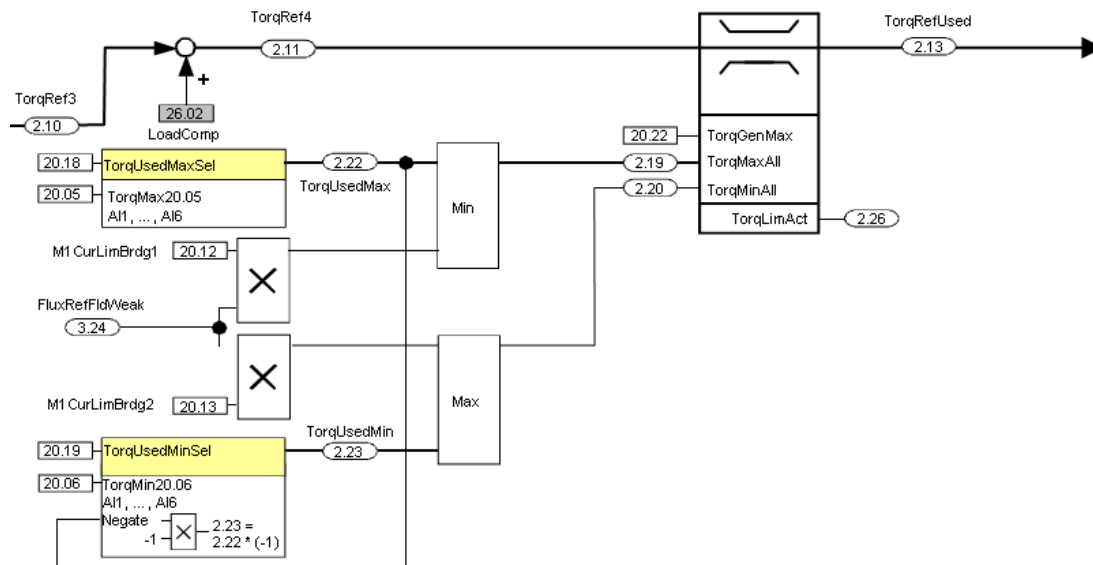 TorqRef4
TorqRefUsed
2.11
2.13
+
TorqRef3
26.02
2.10
LoadComp
20.22
TorqGenMax
20.18
TorqUsedMaxSel
2.22
2.19
TorqMaxAll
20.05
TorqMax20.05
TorqUsedMax
2.20
TorqMinAll
AI1, ..., AI6
Min
TorqLimAct
2.26
M1CurLimBrdg1
20.12
FluxRefFldWeak
3.24
M1CurLimBrdg2
20.13
Max
TorqUsedMin
20.19
TorqUsedMinSel
2.23
20.06
TorqMin20.06
AI1, ..., AI6
Negate
2.23 =
-1
2.22 * (-1)